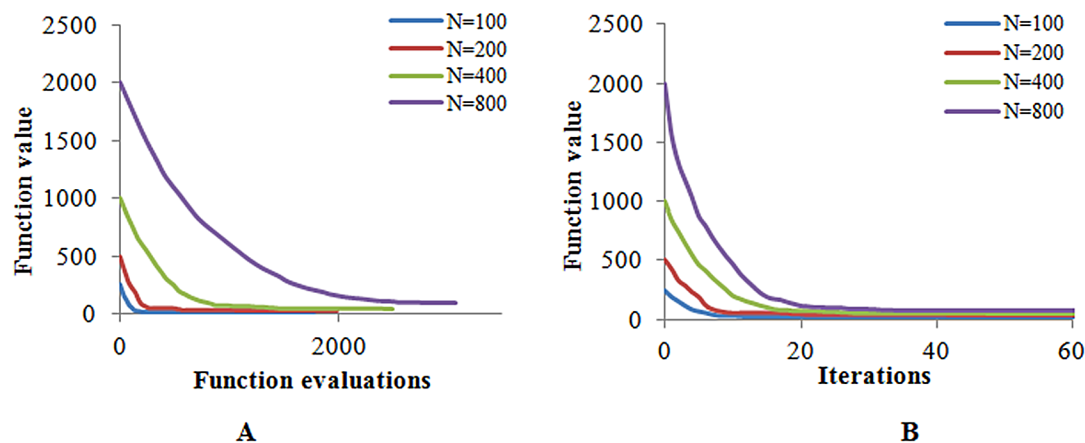 2500
2000
1500
1000
500
0
Function value
N=100
N=200
N=400
N=800
0
2000
Function evaluations
A
2500
2000
1500
1000
500
0
Function value
N=100
N=200
N=400
N=800
0
20
40
60
Iterations
B